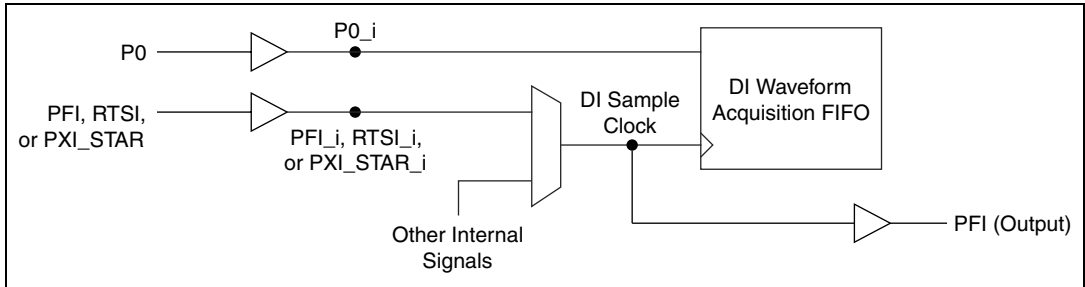 P0
P0_i
PFI, RTSI,
or PXI_STAR
PFI_i, RTSI_i,
or PXI_STAR_i
Other Internal
Signals
DI Sample
Clock
DI Waveform
Acquisition FIFO
PFI (Output)